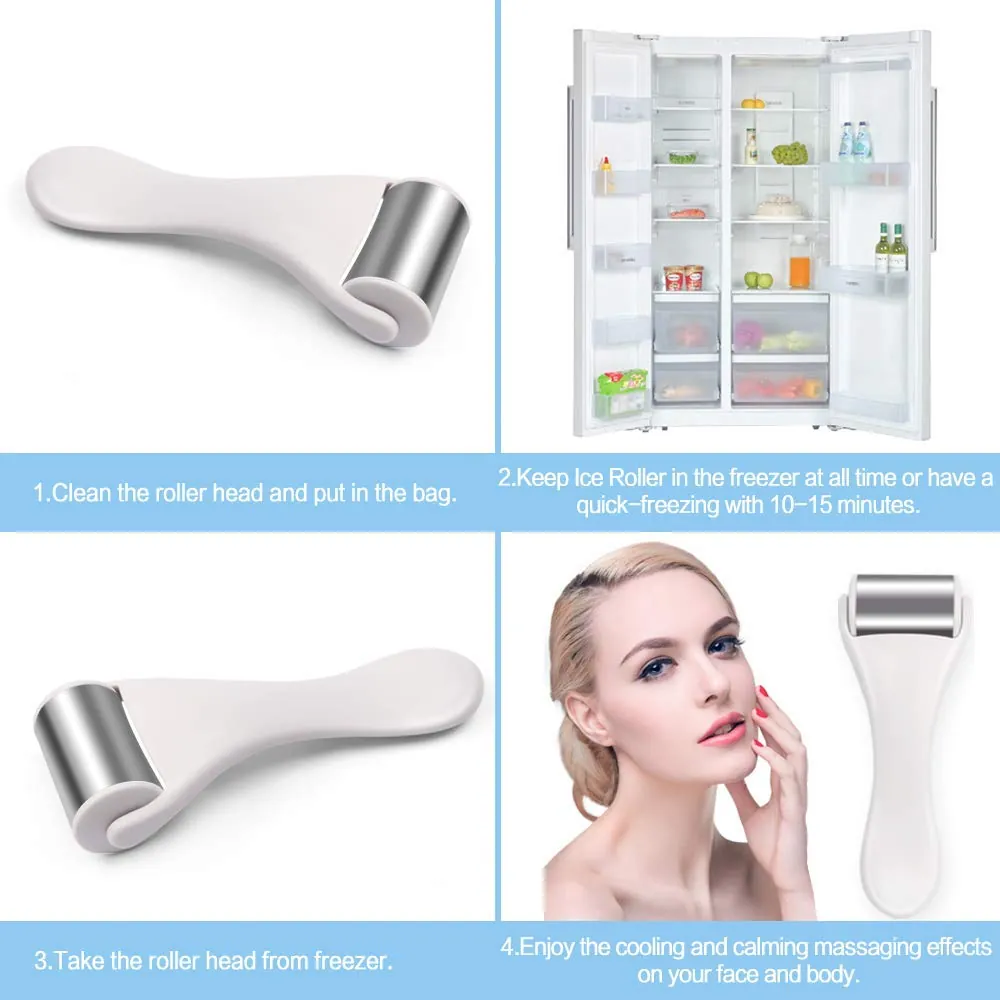 1.Clean the roller head and put in the bag.
2.Keep Ice Roller in the freezer at all time or have a
quick-freezing with 10-15 minutes.
3.Take the roller head from freezer.
4.Enjoy the cooling and calming massaging effects
on your face and body.